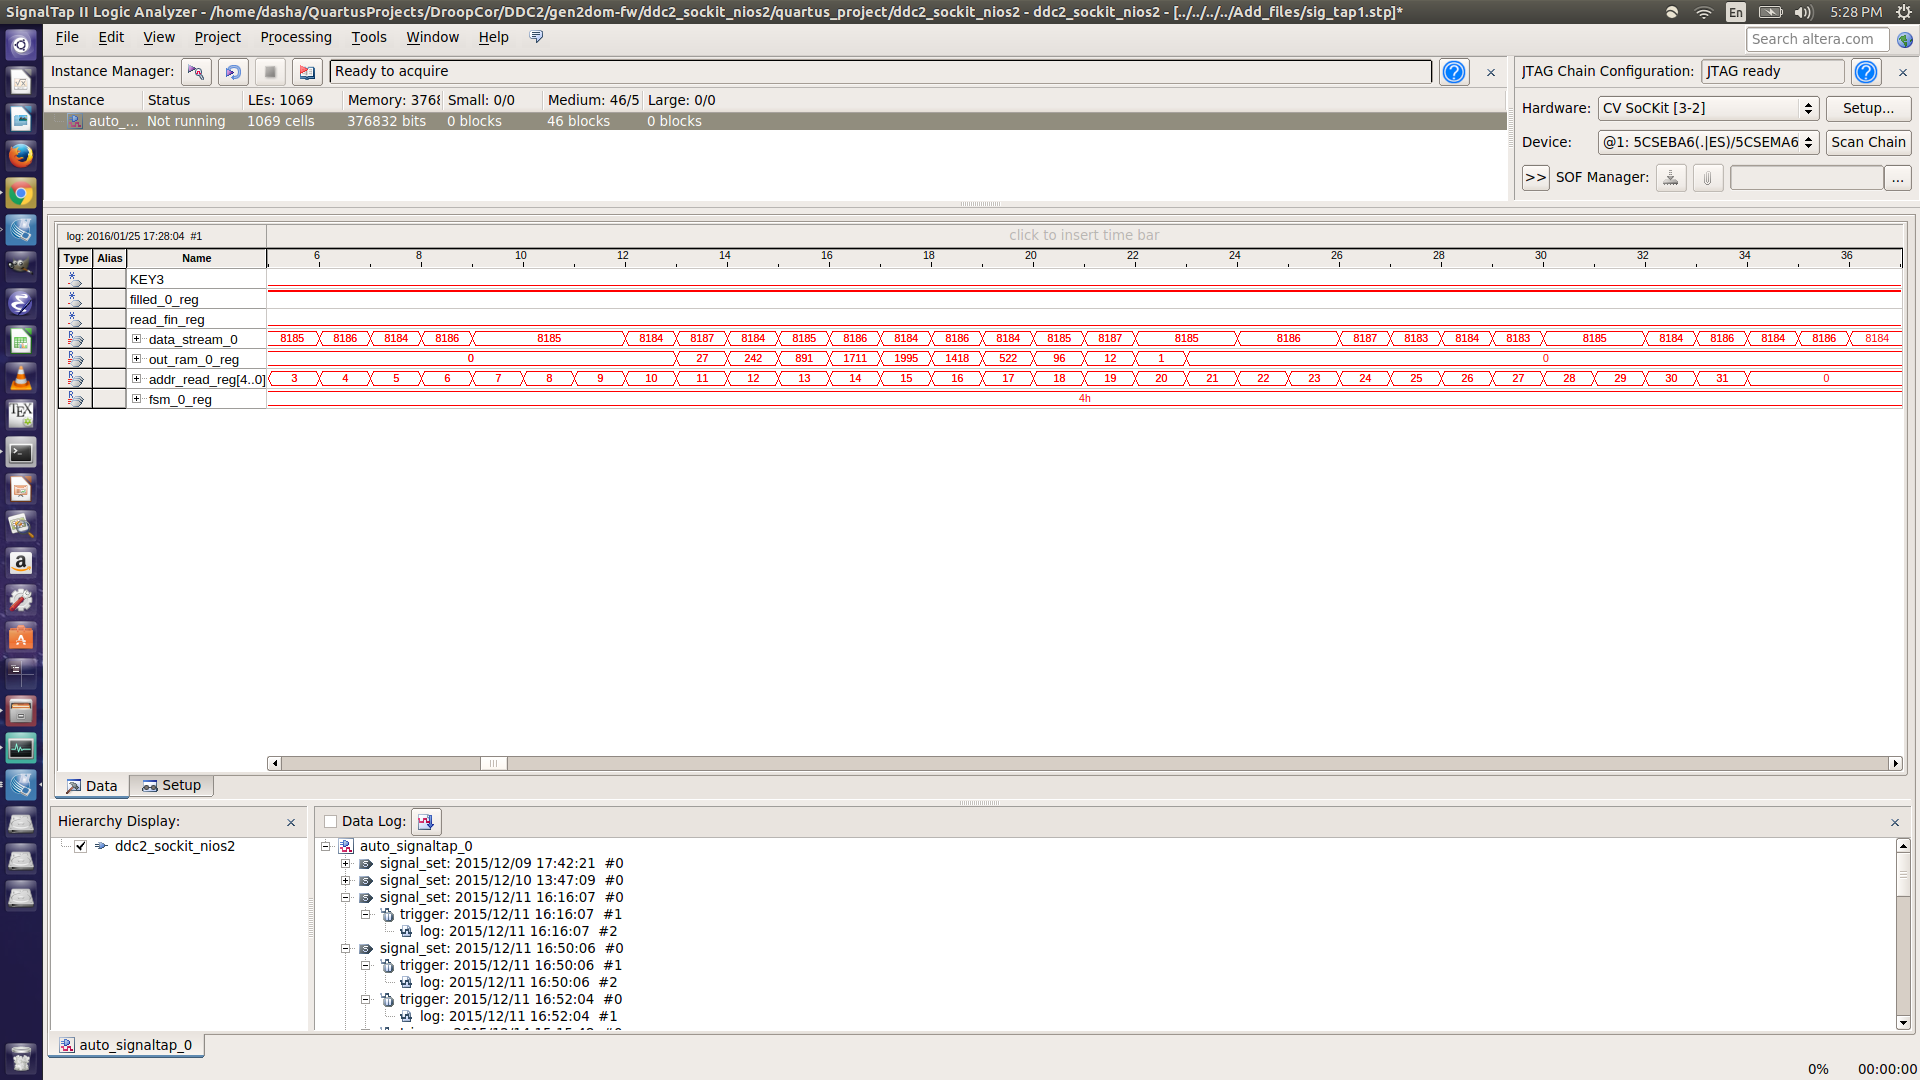 SignalTap II Logic Analyzer - /home/dasha/QuartusProjects/DroopCor/DDC2/gen2dom-fw/ddc2_sockit_nios2/quartus_project/ddc2_sockit_nios2 - ddc2_sockit_nios2 - [../../../../Add_files/sig_tap1.stp]* En 5:28 PM
File Edit View Project Processing Tools Window Help Search altera.com
Instance Manager: Ready to acquire JTAG Chain Configuration: JTAG ready
Instance Status LEs: 1069 Memory: 376 Small: 0/0 Medium: 46/5 Large: 0/0
Hardware: CV SoCKit [3-2] Setup...
auto_... Not running 1069 cells 376832 bits 0 blocks 46 blocks 0 blocks
Device: @1: 5CSEBA6(.|ES)/5CSEMA6 Scan Chain
>> SOF Manager: ...
log: 2016/01/25 17:28:04 #1 click to insert time bar
Type Alias Name 6 8 10 12 14 16 18 20 22 24 26 28 30 32 34 36
KEY3
filled_0_reg
read_fin_reg
data_stream_0 8185 8186 8184 8186 8185 8184 8187 8184 8185 8186 8184 8186 8184 8185 8187 8185 8186 8187 8183 8184 8183 8185 8184 8186 8184 8186 8184
out_ram_0_reg 0 27 242 891 1711 1995 1418 522 96 12 1 0
addr_read_reg[4..0] 3 4 5 6 7 8 9 10 11 12 13 14 15 16 17 18 19 20 21 22 23 24 25 26 27 28 29 30 31 0
fsm_0_reg 4h
Data Setup
Hierarchy Display: Data Log:
ddc2_sockit_nios2
auto_signaltap_0
signal_set: 2015/12/09 17:42:21 #0
signal_set: 2015/12/10 13:47:09 #0
signal_set: 2015/12/11 16:16:07 #0
trigger: 2015/12/11 16:16:07 #1
log: 2015/12/11 16:16:07 #2
signal_set: 2015/12/11 16:50:06 #0
trigger: 2015/12/11 16:50:06 #1
log: 2015/12/11 16:50:06 #2
trigger: 2015/12/11 16:52:04 #0
log: 2015/12/11 16:52:04 #1
auto_signaltap_0
0% 00:00:00